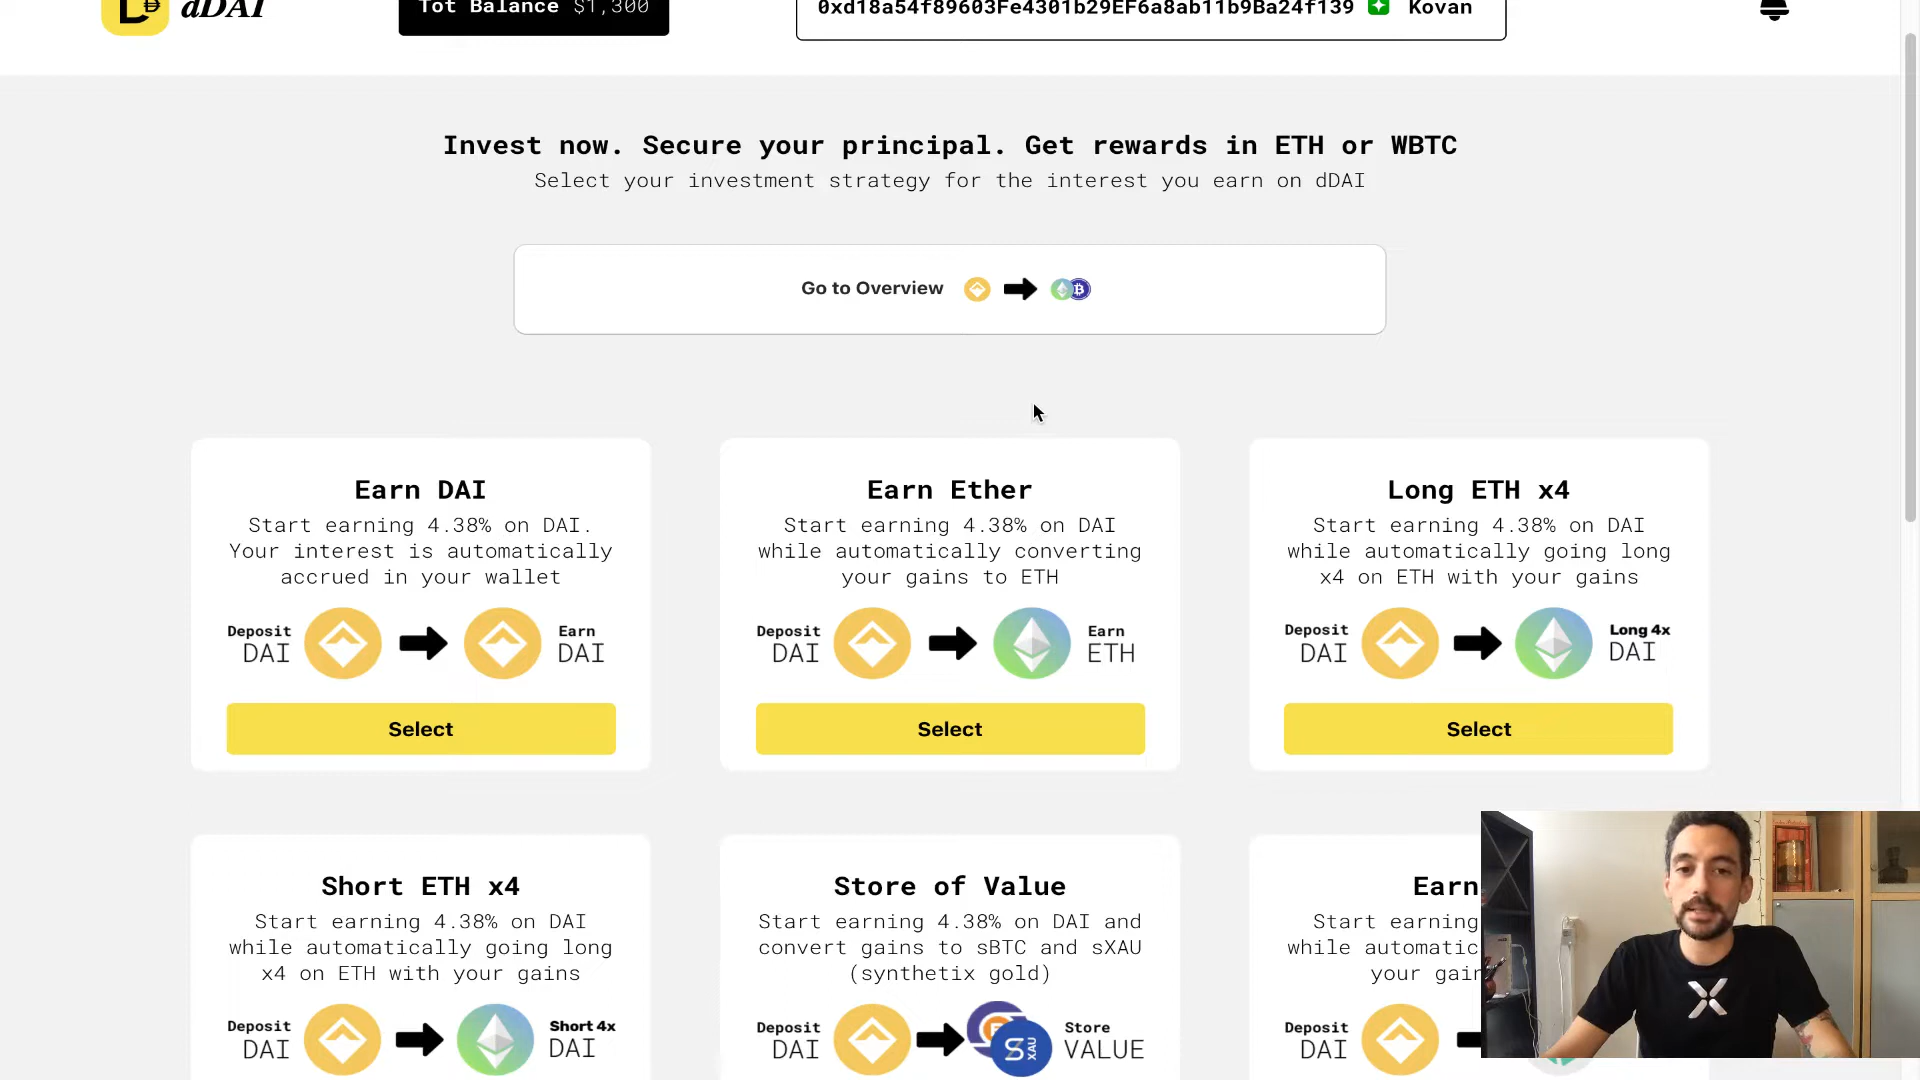 dDAI
Tot Balance $1,300
0xd18a54f89603Fe4301b29EF6a8ab11b9Ba24f139 Kovan
Invest now. Secure your principal. Get rewards in ETH or WBTC
Select your investment strategy for the interest you earn on dDAI
Go to Overview
Earn DAI
Start earning 4.38% on DAI.
Your interest is automatically
accrued in your wallet
Deposit
DAI
Earn
DAI
Select
Earn Ether
Start earning 4.38% on DAI
while automatically converting
your gains to ETH
Deposit
DAI
Earn
ETH
Select
Long ETH x4
Start earning 4.38% on DAI
while automatically going long
x4 on ETH with your gains
Deposit
DAI
Long 4x
DAI
Select
Short ETH x4
Start earning 4.38% on DAI
while automatically going long
x4 on ETH with your gains
Deposit
DAI
Short 4x
DAI
Store of Value
Start earning 4.38% on DAI and
convert gains to sBTC and sXAU
(synthetix gold)
Deposit
DAI
S XAU
Store
VALUE
Earn
Start earning
while automatic
your gain
Deposit
DAI